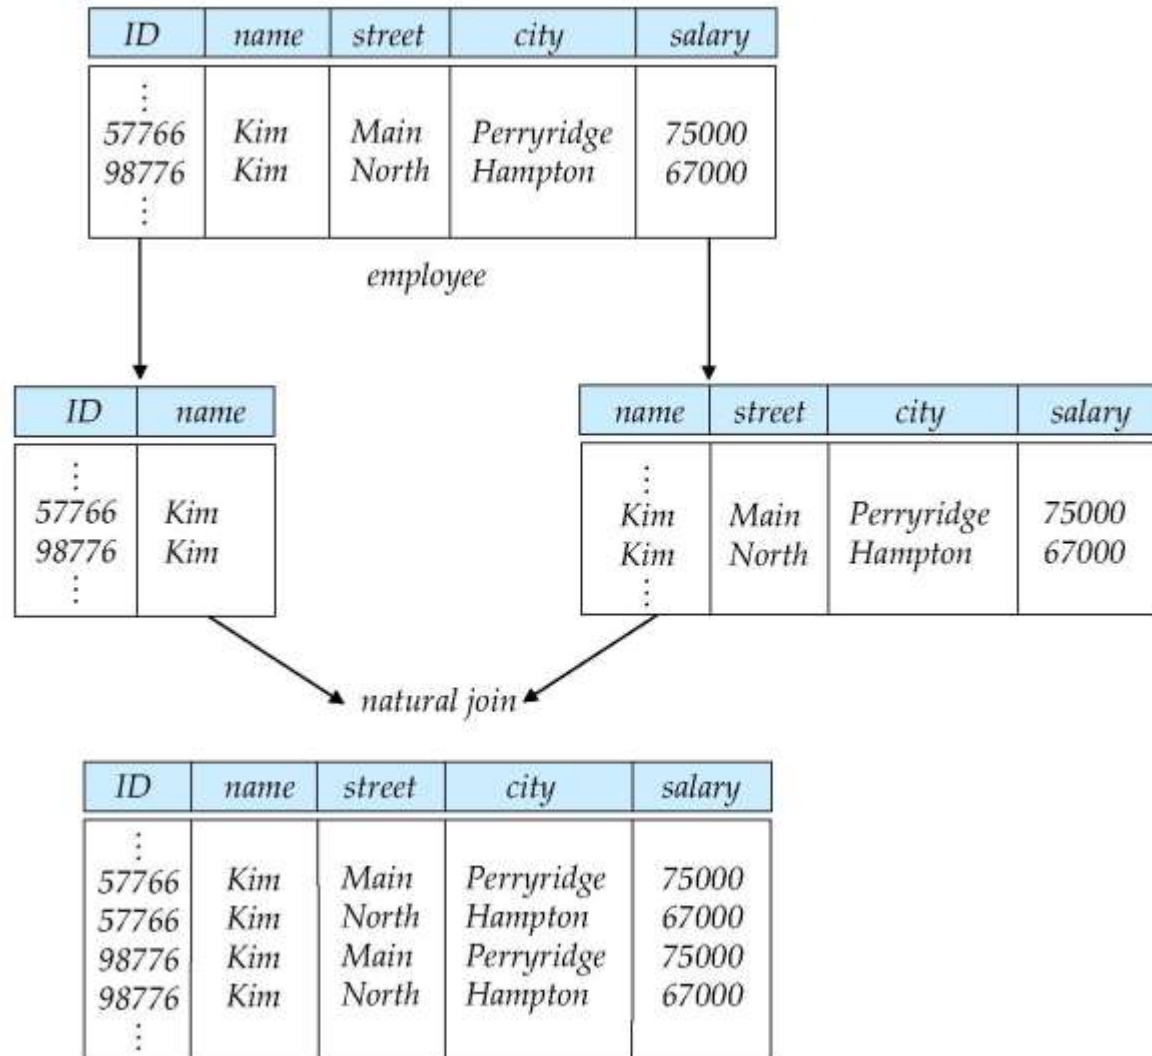 ID name street city salary
⋮
57766 Kim Main Perryridge 75000
98776 Kim North Hampton 67000
⋮
employee
ID name
⋮
57766 Kim
98776 Kim
⋮
name street city salary
⋮
Kim Main Perryridge 75000
Kim North Hampton 67000
⋮
natural join
ID name street city salary
⋮
57766 Kim Main Perryridge 75000
57766 Kim North Hampton 67000
98776 Kim Main Perryridge 75000
98776 Kim North Hampton 67000
⋮